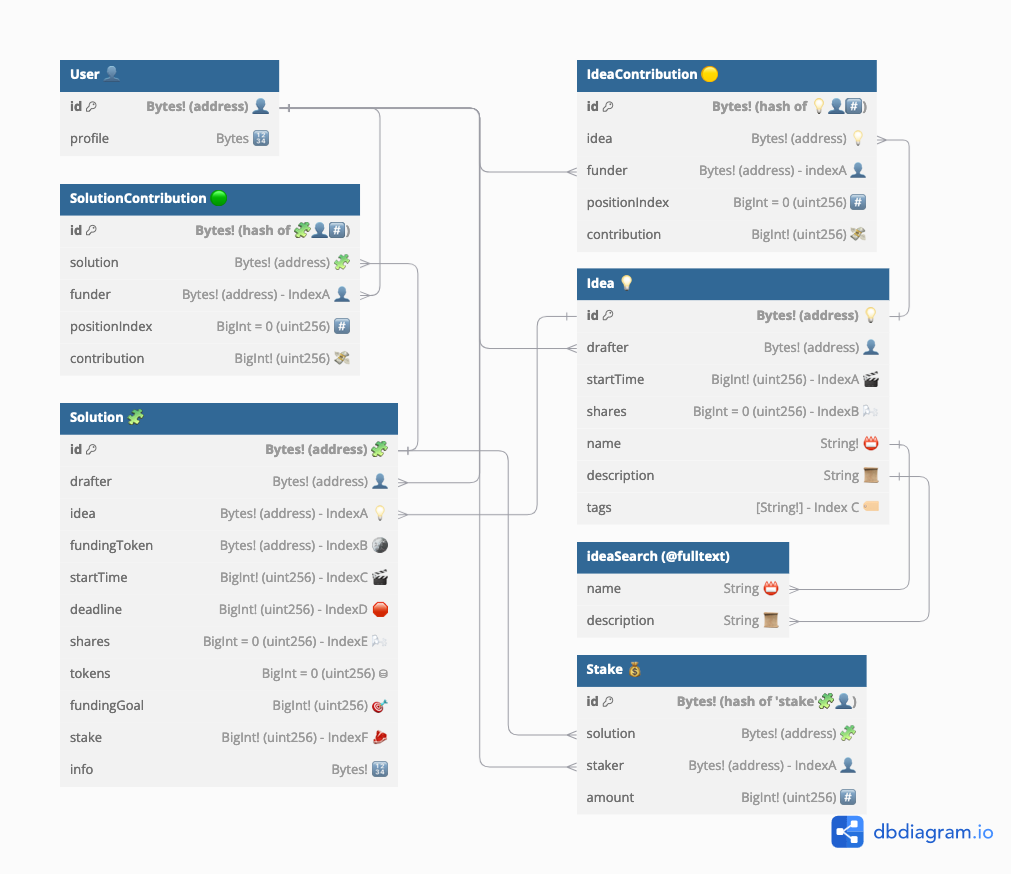 User 👤
id Bytes! (address) 👤
profile Bytes 🔢
SolutionContribution 🟢
id Bytes! (hash of 🧩👤#️⃣)
solution Bytes! (address) 🧩
funder Bytes! (address) - IndexA 👤
positionIndex BigInt = 0 (uint256) #️⃣
contribution BigInt! (uint256) 💸
Solution 🧩
id Bytes! (address) 🧩
drafter Bytes! (address) 👤
idea Bytes! (address) - IndexA 💡
fundingToken Bytes! (address) - IndexB 🪙
startTime BigInt! (uint256) - IndexC 🎬
deadline BigInt! (uint256) - IndexD 🛑
shares BigInt = 0 (uint256) - IndexE 🌬️
tokens BigInt = 0 (uint256) ⛁
fundingGoal BigInt! (uint256) 🎯
stake BigInt! (uint256) - IndexF 🥩
info Bytes! 🔢
IdeaContribution 🟡
id Bytes! (hash of 💡👤#️⃣)
idea Bytes! (address) 💡
funder Bytes! (address) - indexA 👤
positionIndex BigInt = 0 (uint256) #️⃣
contribution BigInt! (uint256) 💸
Idea 💡
id Bytes! (address) 💡
drafter Bytes! (address) 👤
startTime BigInt! (uint256) - IndexA 🎬
shares BigInt = 0 (uint256) - IndexB 🌬️
name String! 📛
description String 📜
tags [String!] - Index C 🏷️
ideaSearch (@fulltext)
name String 📛
description String 📜
Stake 💰
id Bytes! (hash of 'stake'🧩👤)
solution Bytes! (address) 🧩
staker Bytes! (address) - IndexA 👤
amount BigInt! (uint256) #️⃣
dbdiagram.io